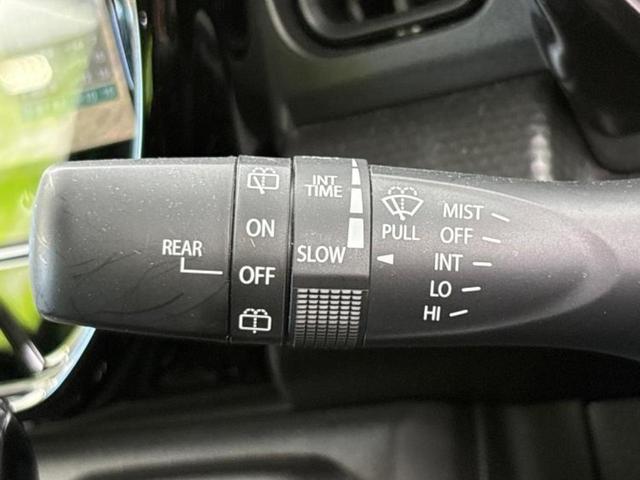 REAR
ON
OFF
INT
TIME
SLOW
PULL
MIST
OFF
INT
LO
HI